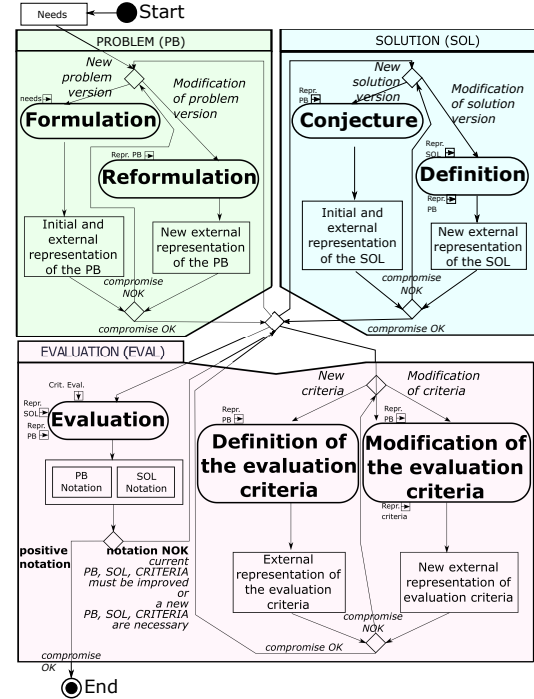 Needs
Start
PROBLEM (PB)
New
problem
version
Modification
of problem
version
needs
Formulation
Repr. PB
Reformulation
Initial and
external
representation
of the PB
New external
representation
of the PB
compromise
NOK
compromise OK
SOLUTION (SOL)
New
solution
version
Modification
of solution
version
Repr.
PB
Conjecture
Repr.
SOL
Definition
Repr.
PB
Initial and
external
representation
of the SOL
New external
representation
of the SOL
compromise
NOK
compromise OK
EVALUATION (EVAL)
Crit. Eval.
Repr.
SOL
Repr.
PB
Evaluation
PB
Notation
SOL
Notation
positive
notation
notation NOK
current
PB, SOL, CRITERIA
must be improved
or
a new
PB, SOL, CRITERIA
are necessary
New
criteria
Modification
of criteria
Repr.
PB
Definition of
the evaluation
criteria
Repr.
PB
Modification of
the evaluation
criteria
Repr.
criteria
External
representation of
the evaluation
criteria
New external
representation of
evaluation criteria
compromise
NOK
compromise OK
compromise
OK
End